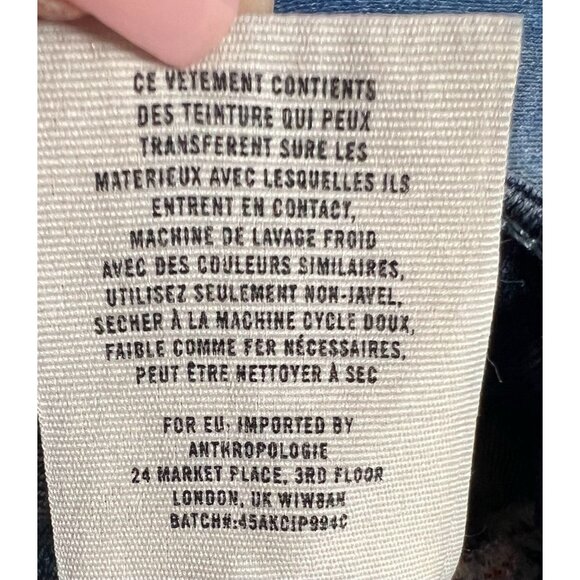 CE VETEMENT CONTIENTS
DES TEINTURE QUI PEUX
TRANSFERENT SURE LES
MATERIEUX AVEC LESQUELLES ILS
ENTRENT EN CONTACT,
MACHINE DE LAVAGE FROID
AVEC DES COULEURS SIMILAIRES,
UTILISEZ SEULEMENT NON-JAVEL,
SECHER À LA MACHINE CYCLE DOUX,
FAIBLE COMME FER NÉCESSAIRES,
PEUT ÊTRE NETTOYER À SEC
FOR EU: IMPORTED BY
ANTHROPOLOGIE
24 MARKET PLACE, 3RD FLOOR
LONDON, UK W1W8AN
BATCH#:45AKCIP994C